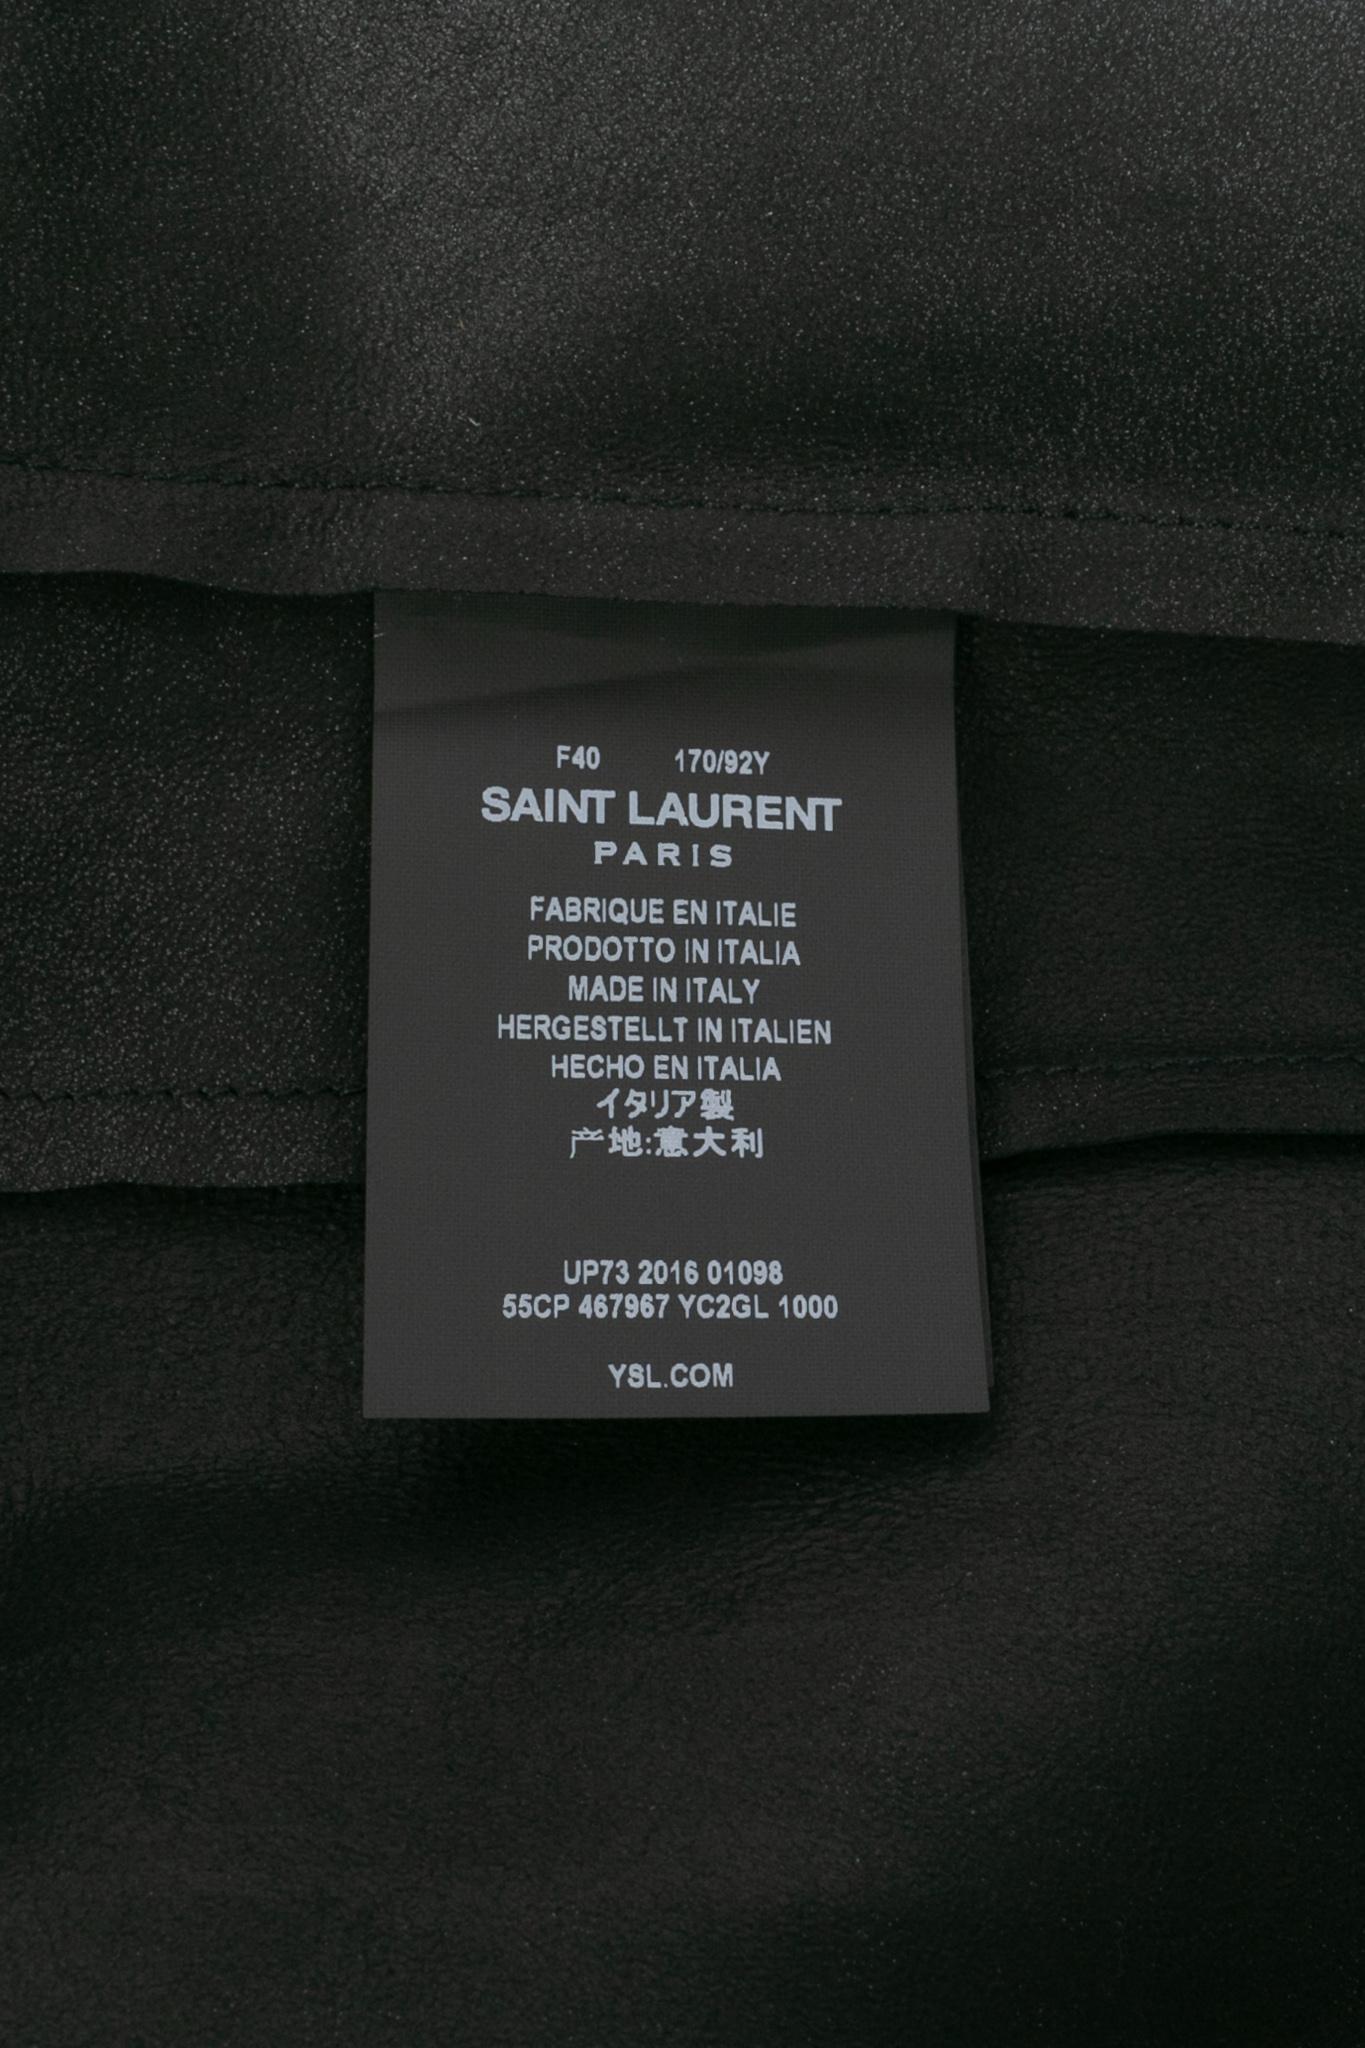 F40 170/92Y
SAINT LAURENT
PARIS
FABRIQUE EN ITALIE
PRODOTTO IN ITALIA
MADE IN ITALY
HERGESTELLT IN ITALIEN
HECHO EN ITALIA
イタリア製
产地:意大利
UP73 2016 01098
55CP 467967 YC2GL 1000
YSL.COM